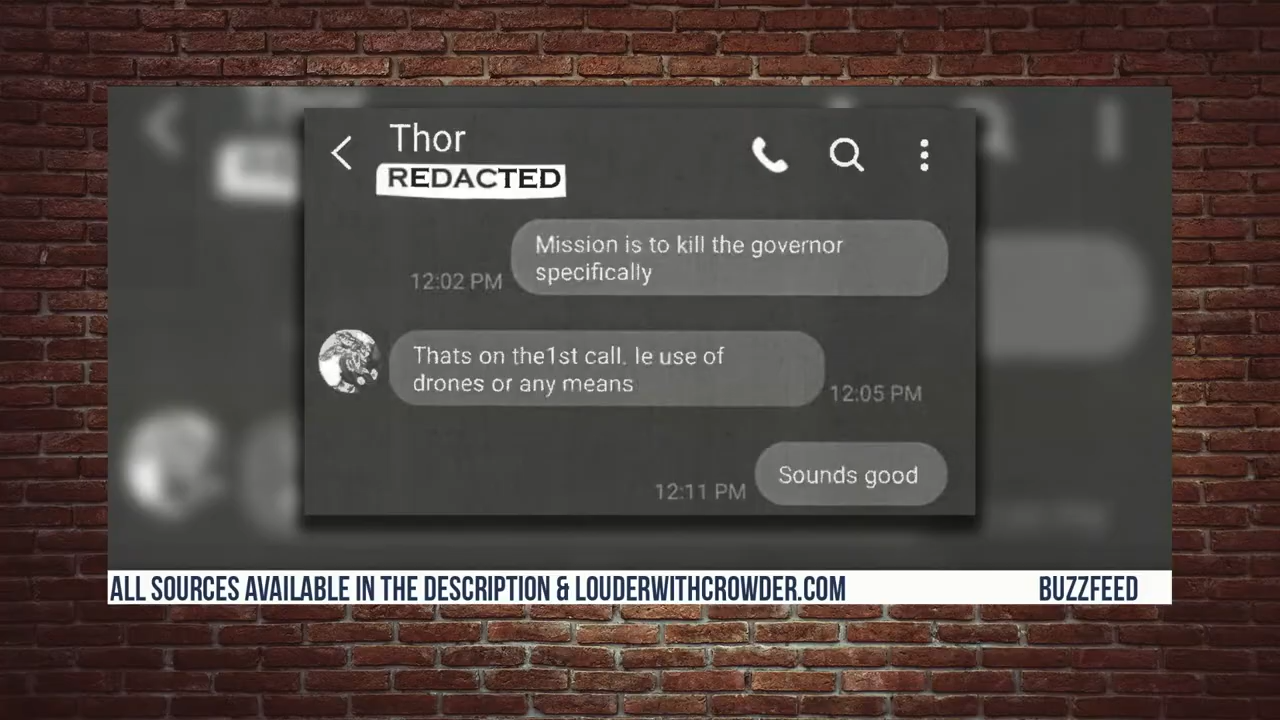 Thor
REDACTED
Mission is to kill the governor
specifically
12:02 PM
Thats on the1st call. Ie use of
drones or any means
12:05 PM
Sounds good
12:11 PM
ALL SOURCES AVAILABLE IN THE DESCRIPTION & LOUDERWITHCROWDER.COM
BUZZFEED